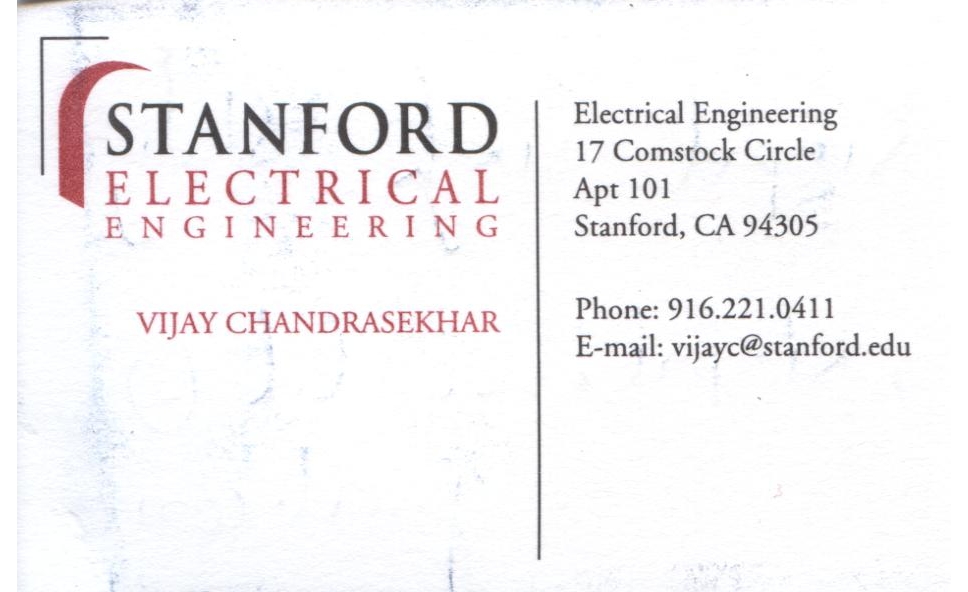 STANFORD
ELECTRICAL
ENGINEERING
VIJAY CHANDRASEKHAR
Electrical Engineering
17 Comstock Circle
Apt 101
Stanford, CA 94305
Phone: 916.221.0411
E-mail: vijayc@stanford.edu